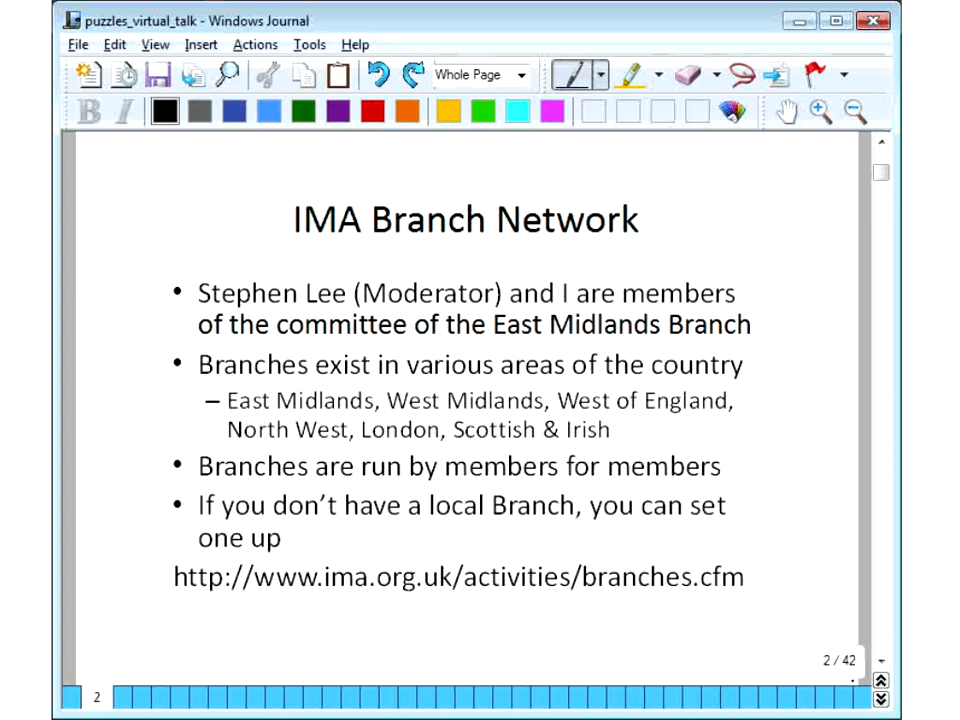 puzzles_virtual_talk - Windows Journal
File Edit View Insert Actions Tools Help
Whole Page
B I
IMA Branch Network
• Stephen Lee (Moderator) and I are members
of the committee of the East Midlands Branch
• Branches exist in various areas of the country
– East Midlands, West Midlands, West of England,
North West, London, Scottish & Irish
• Branches are run by members for members
• If you don’t have a local Branch, you can set
one up
http://www.ima.org.uk/activities/branches.cfm
2 / 42
2